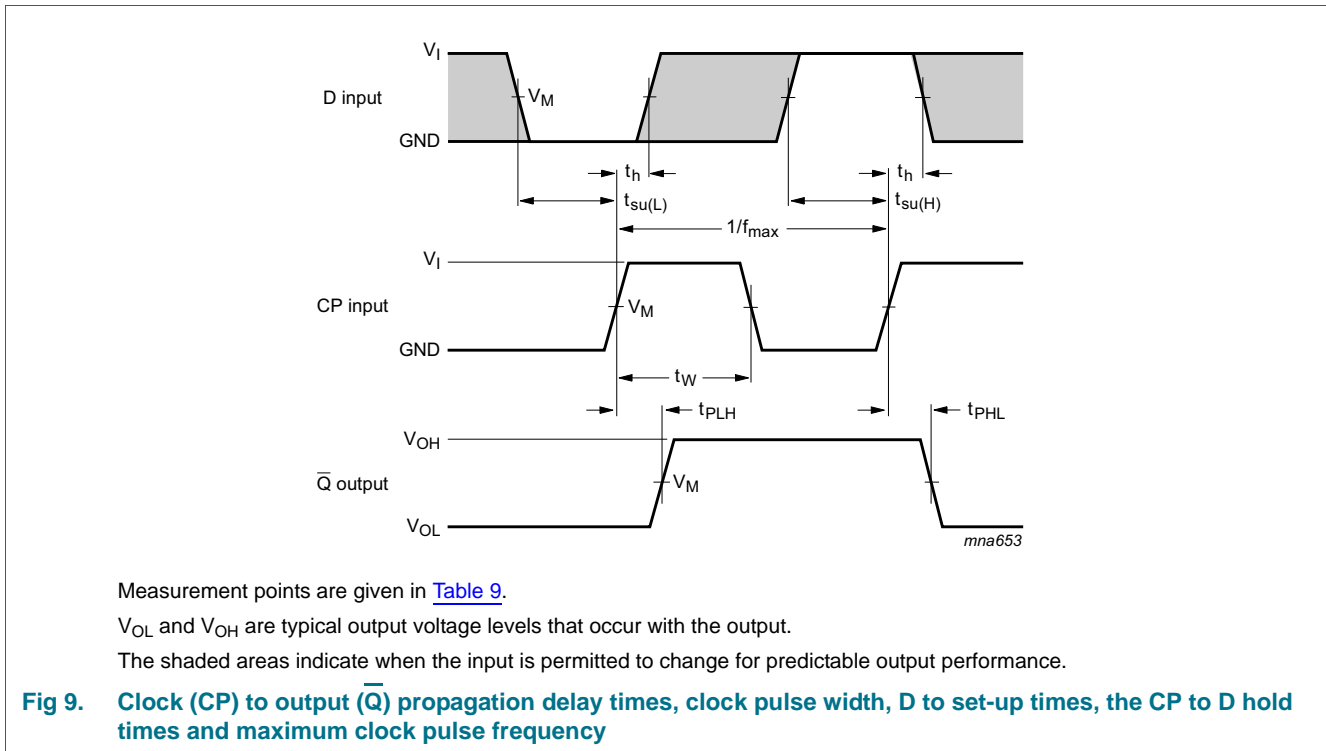 V_I
D input
V_M
GND
t_h
t_h
t_su(L)
t_su(H)
1/f_max
V_I
CP input
V_M
GND
t_W
t_PLH
t_PHL
V_OH
Q̅ output
V_M
V_OL
mna653
Measurement points are given in Table 9.
V_OL and V_OH are typical output voltage levels that occur with the output.
The shaded areas indicate when the input is permitted to change for predictable output performance.
Fig 9. Clock (CP) to output (Q̅) propagation delay times, clock pulse width, D to set-up times, the CP to D hold
times and maximum clock pulse frequency